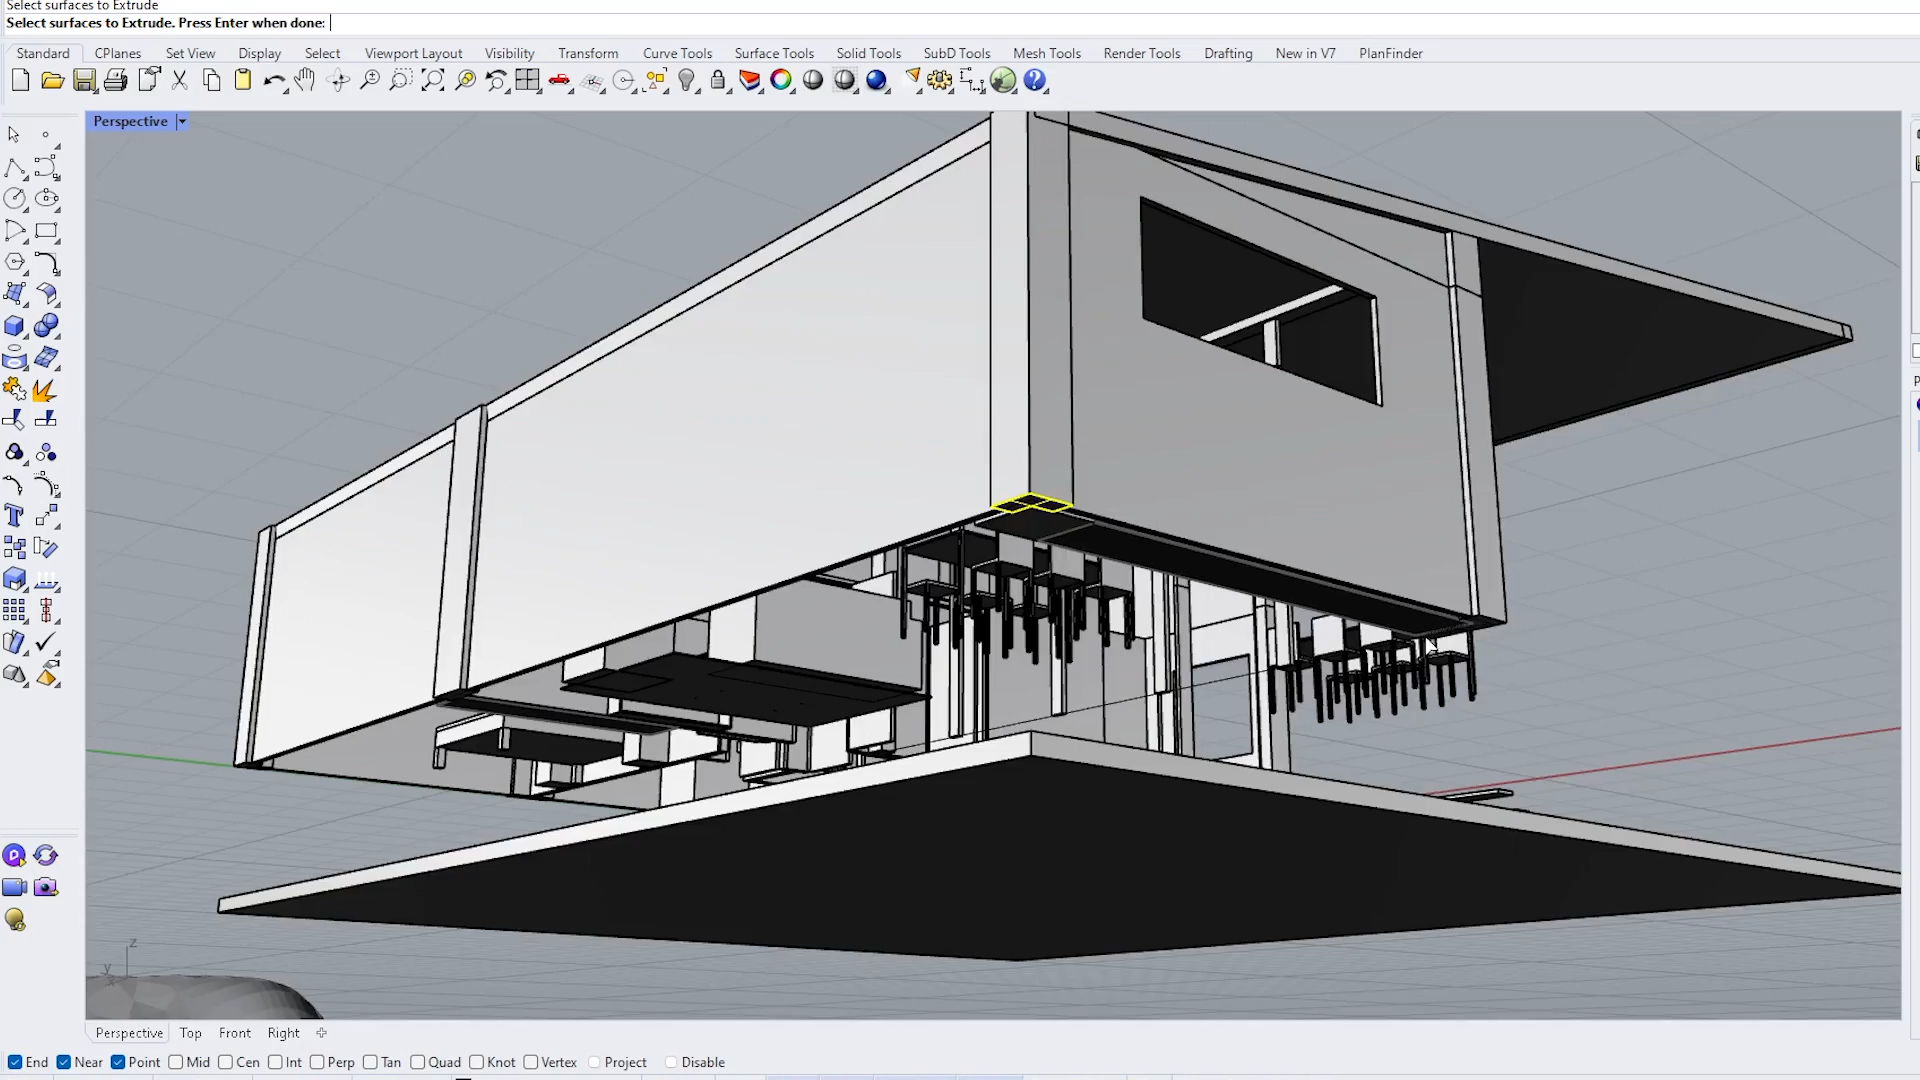 Select surfaces to Extrude
Select surfaces to Extrude. Press Enter when done:
Standard CPlanes Set View Display Select Viewport Layout Visibility Transform Curve Tools Surface Tools Solid Tools SubD Tools Mesh Tools Render Tools Drafting New in V7 PlanFinder
Perspective
z
y
Perspective Top Front Right
End Near Point Mid Cen Int Perp Tan Quad Knot Vertex Project Disable